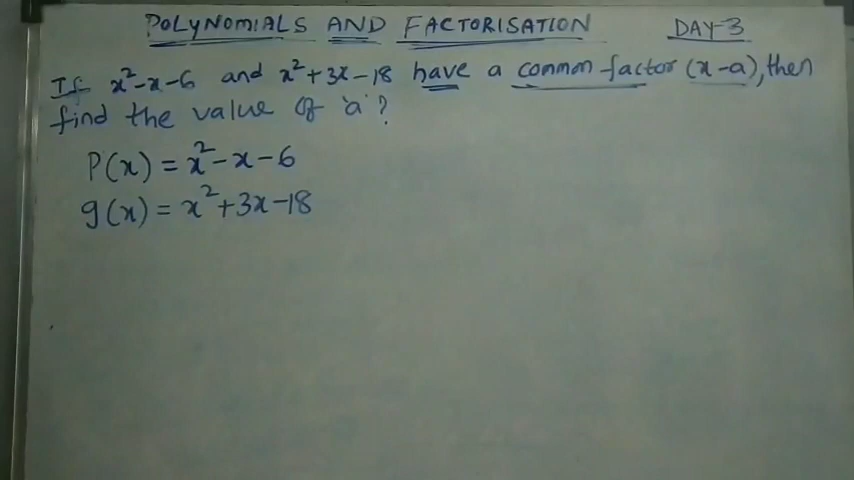 POLYNOMIALS AND FACTORISATION DAY-3
If x²-x-6 and x²+3x-18 have a common factor (x-a), then
find the value of 'a'?
P(x) = x²-x-6
g(x) = x²+3x-18